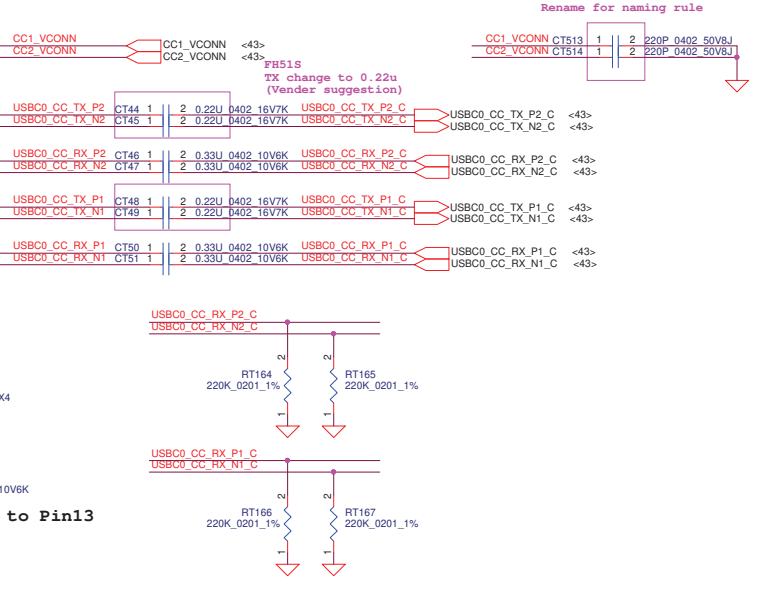 Rename for naming rule
CC1_VCONN
CC2_VCONN
CC1_VCONN <43>
CC2_VCONN <43>
CC1_VCONN CT513 1 2 220P_0402_50V8J
CC2_VCONN CT514 1 2 220P_0402_50V8J
FH51S
TX change to 0.22u
(Vender suggestion)
USBC0_CC_TX_P2 CT44 1 2 0.22U_0402_16V7K USBC0_CC_TX_P2_C USBC0_CC_TX_P2_C <43>
USBC0_CC_TX_N2 CT45 1 2 0.22U_0402_16V7K USBC0_CC_TX_N2_C USBC0_CC_TX_N2_C <43>
USBC0_CC_RX_P2 CT46 1 2 0.33U_0402_10V6K USBC0_CC_RX_P2_C USBC0_CC_RX_P2_C <43>
USBC0_CC_RX_N2 CT47 1 2 0.33U_0402_10V6K USBC0_CC_RX_N2_C USBC0_CC_RX_N2_C <43>
USBC0_CC_TX_P1 CT48 1 2 0.22U_0402_16V7K USBC0_CC_TX_P1_C USBC0_CC_TX_P1_C <43>
USBC0_CC_TX_N1 CT49 1 2 0.22U_0402_16V7K USBC0_CC_TX_N1_C USBC0_CC_TX_N1_C <43>
USBC0_CC_RX_P1 CT50 1 2 0.33U_0402_10V6K USBC0_CC_RX_P1_C USBC0_CC_RX_P1_C <43>
USBC0_CC_RX_N1 CT51 1 2 0.33U_0402_10V6K USBC0_CC_RX_N1_C USBC0_CC_RX_N1_C <43>
USBC0_CC_RX_P2_C
USBC0_CC_RX_N2_C
2 2
RT164 RT165
220K_0201_1% 220K_0201_1%
X4
1 1
USBC0_CC_RX_P1_C
USBC0_CC_RX_N1_C
10V6K
2 2
to Pin13
RT166 RT167
220K_0201_1% 220K_0201_1%
1 1